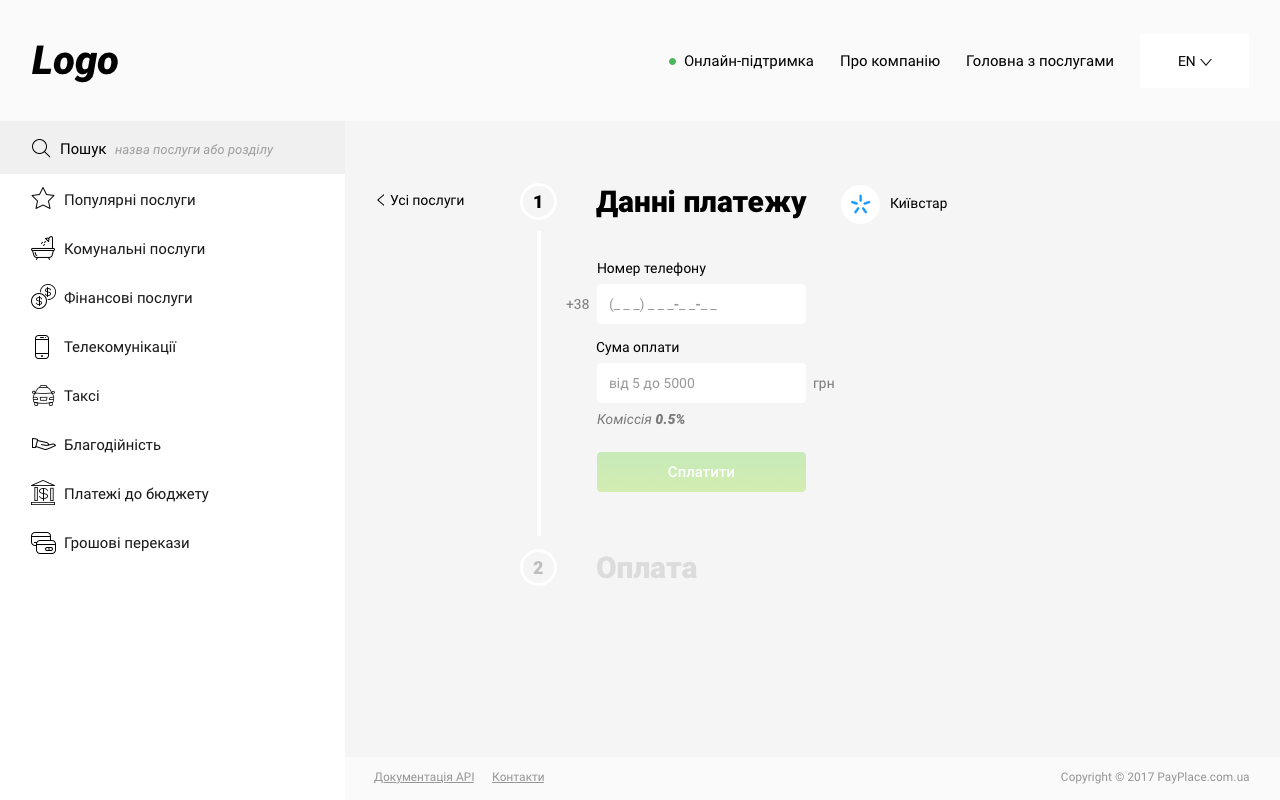 Logo
Онлайн-підтримка
Про компанію
Головна з послугами
EN
Пошук назва послуги або розділу
Популярні послуги
Комунальні послуги
Фінансові послуги
Телекомунікації
Таксі
Благодійність
Платежі до бюджету
Грошові перекази
Усі послуги
1
Данні платежу
Київстар
Номер телефону
+38 (_ _ _) _ _ _-_ _-_ _
Сума оплати
від 5 до 5000 грн
Коміссія 0.5%
Сплатити
2
Оплата
Документація API
Контакти
Copyright © 2017 PayPlace.com.ua